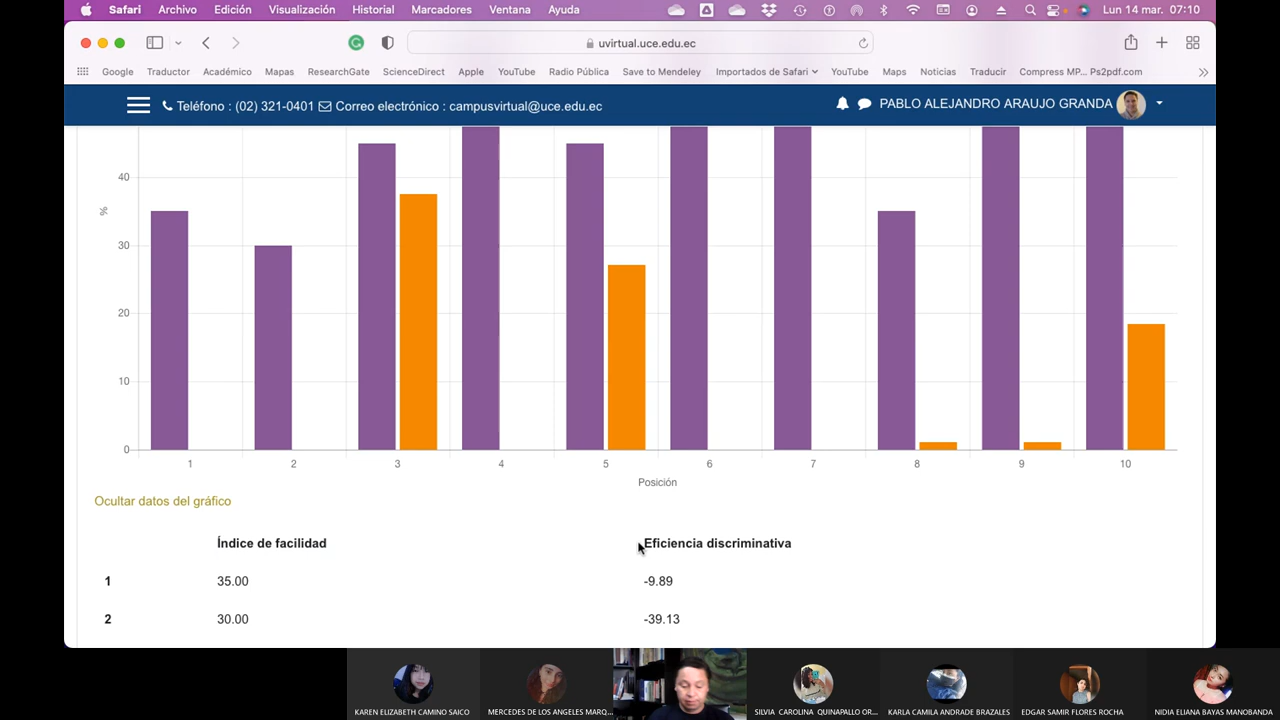 Safari Archivo Edición Visualización Historial Marcadores Ventana Ayuda Lun 14 mar. 07:10
uvirtual.uce.edu.ec
Google Traductor Académico Mapas ResearchGate ScienceDirect Apple YouTube Radio Pública Save to Mendeley Importados de Safari YouTube Maps Noticias Traducir Compress MP... Ps2pdf.com
Teléfono : (02) 321-0401 Correo electrónico : campusvirtual@uce.edu.ec PABLO ALEJANDRO ARAUJO GRANDA
40
%
30
20
10
0
1 2 3 4 5 6 7 8 9 10
Posición
Ocultar datos del gráfico
Índice de facilidad Eficiencia discriminativa
1 35.00 -9.89
2 30.00 -39.13
KAREN ELIZABETH CAMINO SAICO MERCEDES DE LOS ANGELES MARQ... SILVIA CAROLINA QUINAPALLO OR... KARLA CAMILA ANDRADE BRAZALES EDGAR SAMIR FLORES ROCHA NIDIA ELIANA BAYAS MANOBANDA